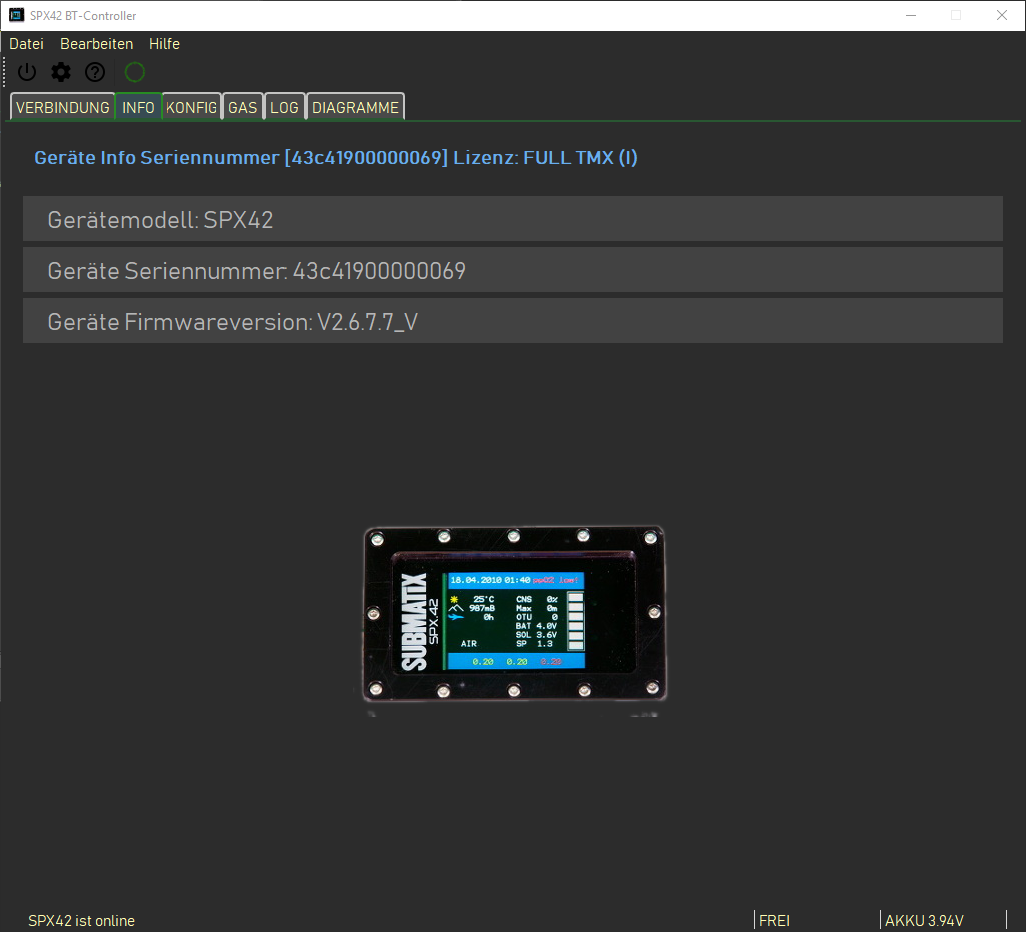 SPX42 BT-Controller
Datei Bearbeiten Hilfe
VERBINDUNG INFO KONFIG GAS LOG DIAGRAMME
Geräte Info Seriennummer [43c41900000069] Lizenz: FULL TMX (I)
Gerätemodell: SPX42
Geräte Seriennummer: 43c41900000069
Geräte Firmwareversion: V2.6.7.7_V
SUBMATIX
SPX 42
18.04.2010 01:40 ppO2 low!
25°C CNS 0%
987mB Max 0m
0h OTU 0
BAT 4.0V
SOL 3.6V
AIR SP 1.3
0.20 0.20 0.20
SPX42 ist online FREI AKKU 3.94V